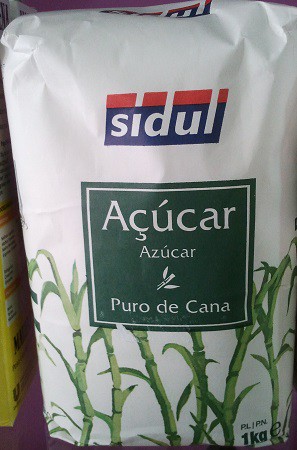 sidul
Açúcar
Azúcar
Puro de Cana
P.L. | P.N.
1kg e